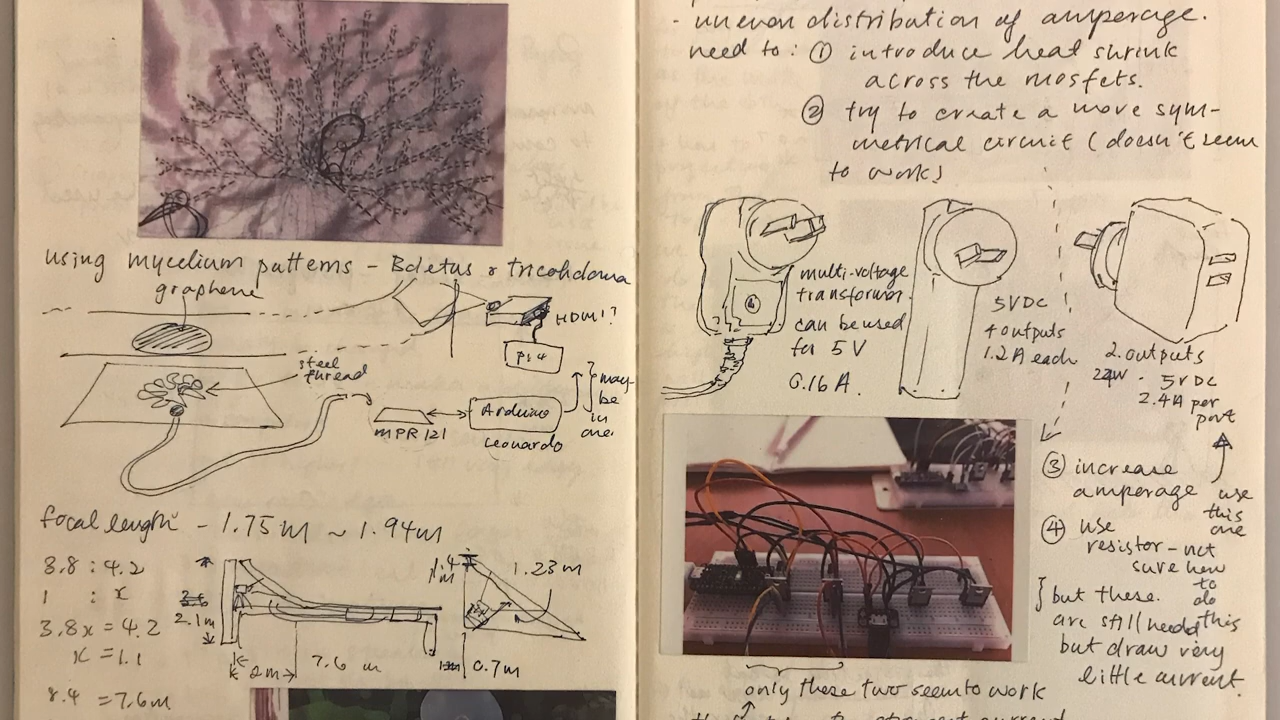 using mycelium patterns - Boletus & tricohdoma
graphene
HDMI?
Pi 4
steel
thread
may-
be
in
one.
MPR121
Arduino
Leonardo
focal length - 1.75m ~ 1.94m
3.8 : 4.2
1 : x
3.8x = 4.2
x = 1.1
8.4 = 7.6m
2.1m
2m
7.6 m
1.23m
0.7m
- uneven distribution of amperage.
need to: ① introduce heat shrink
across the mosfets.
② try to create a more sym-
metrical circuit (doesn't seem
to work)
multi-voltage
transformer.
can be used
for 5V
0.16A.
5VDC
4 outputs
1.2A each
2. outputs
5VDC
2.4A per
port
use
this
one
③ increase
amperage
④ use
resistor - not
sure how
to
do
this
but these.
are still need
but draw very
little current.
only these two seem to work